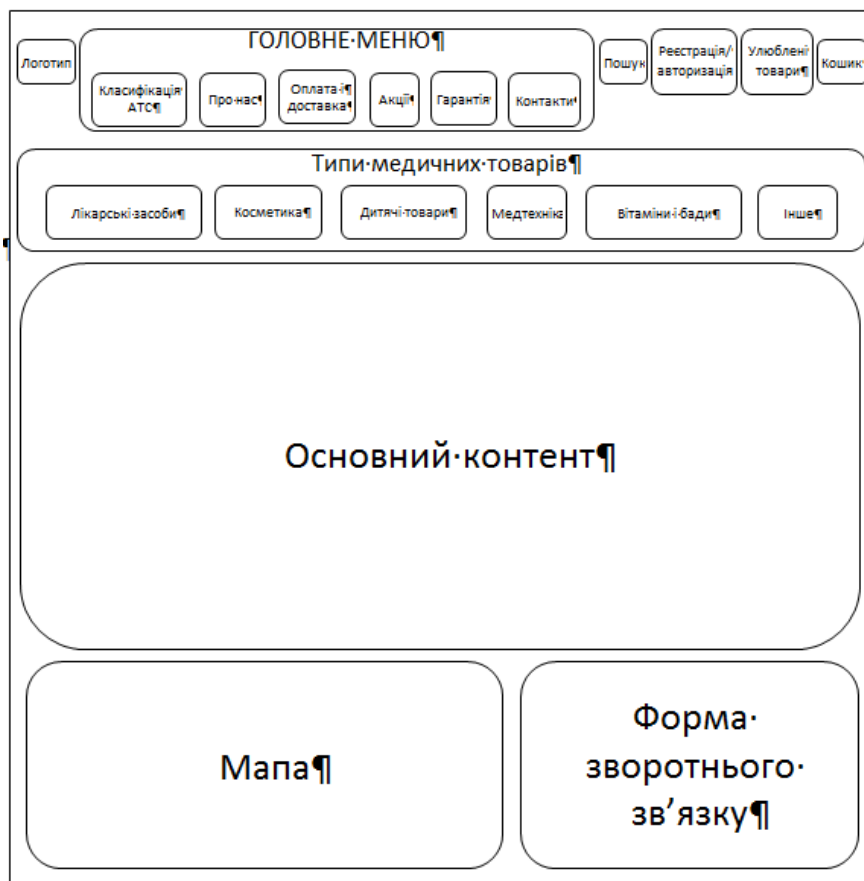 ГОЛОВНЕ·МЕНЮ¶
Логотип
Класифікація
АТС¶
Про·нас¶
Оплата·і¶
доставка¶
Акції¶
Гарантія
Контакти
Пошук
Реєстрація/
авторизація
Улюблені
товари¶
Кошик
Типи·медичних·товарів¶
Лікарські·засоби¶
Косметика¶
Дитячі·товари¶
Медтехніка
Вітаміни·і·бади¶
Інше¶
¶
Основний·контент¶
Мапа¶
Форма·
зворотнього·
зв’язку¶